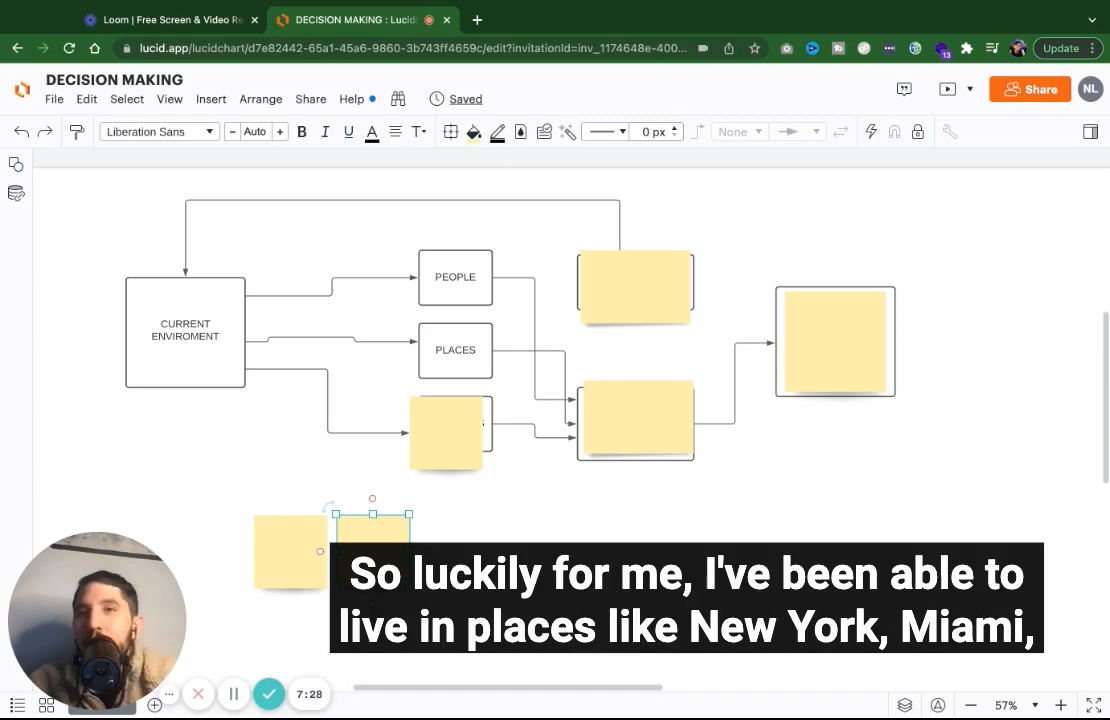 Loom | Free Screen & Video Re
DECISION MAKING : Lucid
lucid.app/lucidchart/d7e82442-65a1-45a6-9860-3b743ff4659c/edit?invitationId=inv_1174648e-400...
13
Update
DECISION MAKING
File Edit Select View Insert Arrange Share Help
Saved
Share
NL
Liberation Sans
- Auto +
B I U A T
0 px
None
PEOPLE
CURRENT
ENVIROMENT
PLACES
So luckily for me, I've been able to
live in places like New York, Miami,
7:28
57%